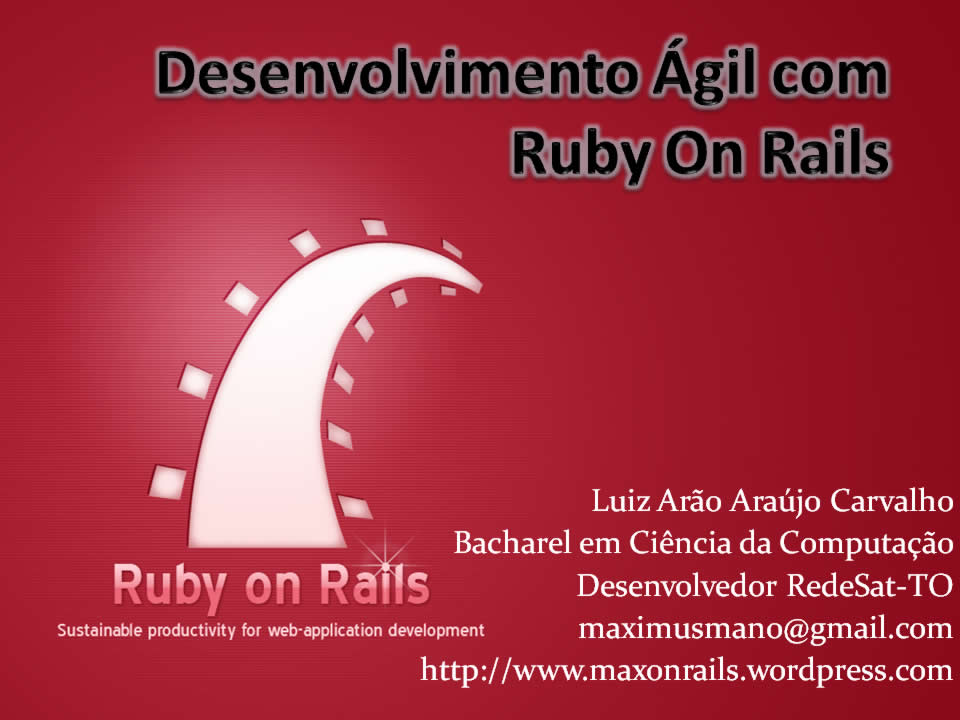 Desenvolvimento Ágil com
Ruby On Rails
Ruby on Rails
Sustainable productivity for web-application development
Luiz Arão Araújo Carvalho
Bacharel em Ciência da Computação
Desenvolvedor RedeSat-TO
maximusmano@gmail.com
http://www.maxonrails.wordpress.com